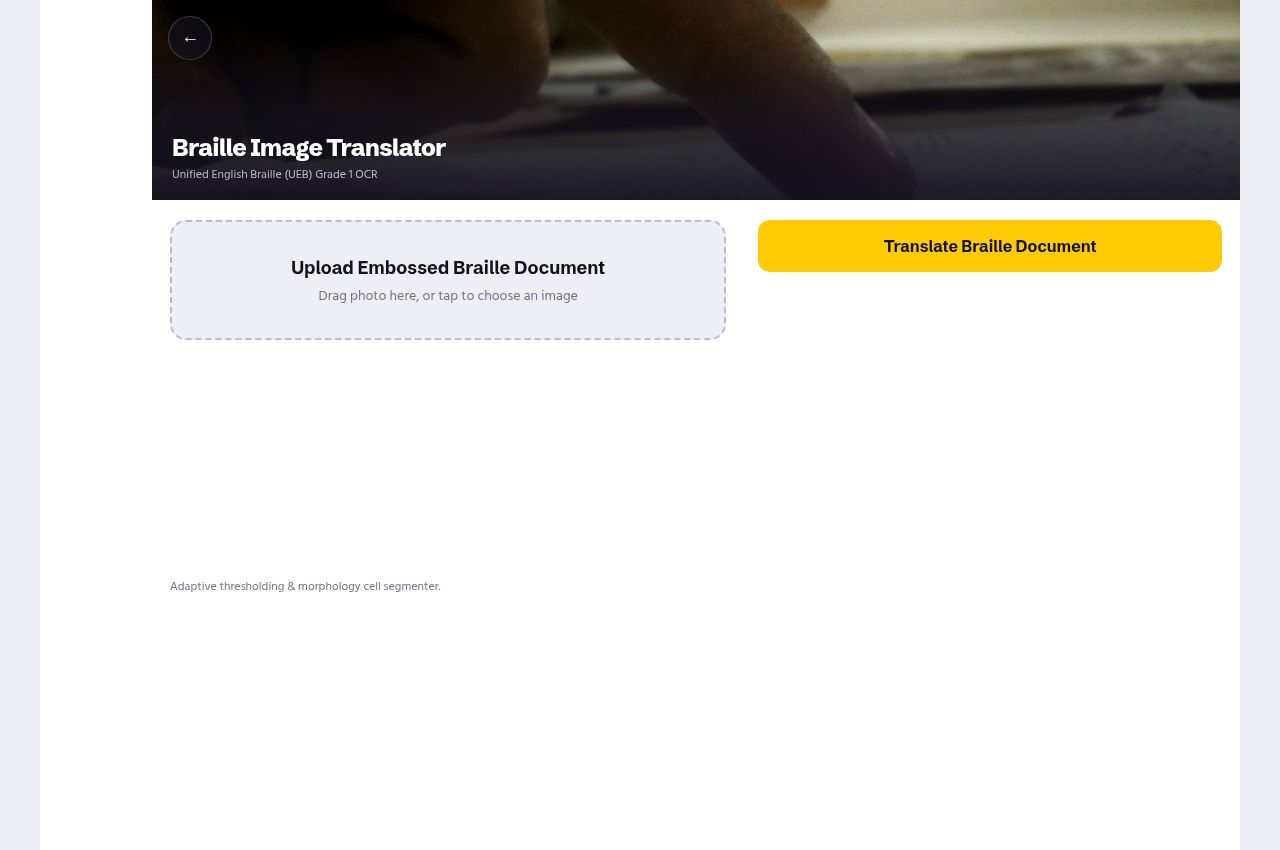 ←
Braille Image Translator
Unified English Braille (UEB) Grade 1 OCR
Upload Embossed Braille Document
Drag photo here, or tap to choose an image
Translate Braille Document
Adaptive thresholding & morphology cell segmenter.